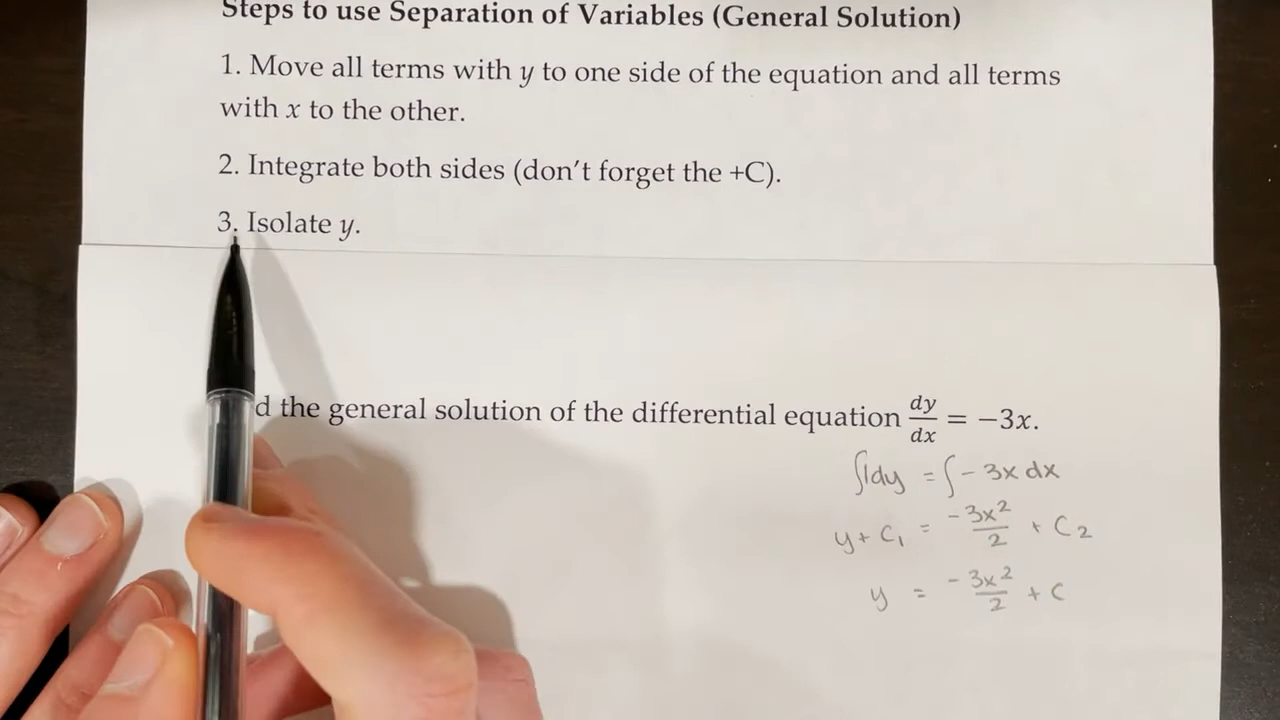 Steps to use Separation of Variables (General Solution)
1. Move all terms with y to one side of the equation and all terms
with x to the other.
2. Integrate both sides (don't forget the +C).
3. Isolate y.
d the general solution of the differential equation dy/dx = −3x.
∫1dy = ∫-3x dx
y + C₁ = -3x²/2 + C₂
y = -3x²/2 + C